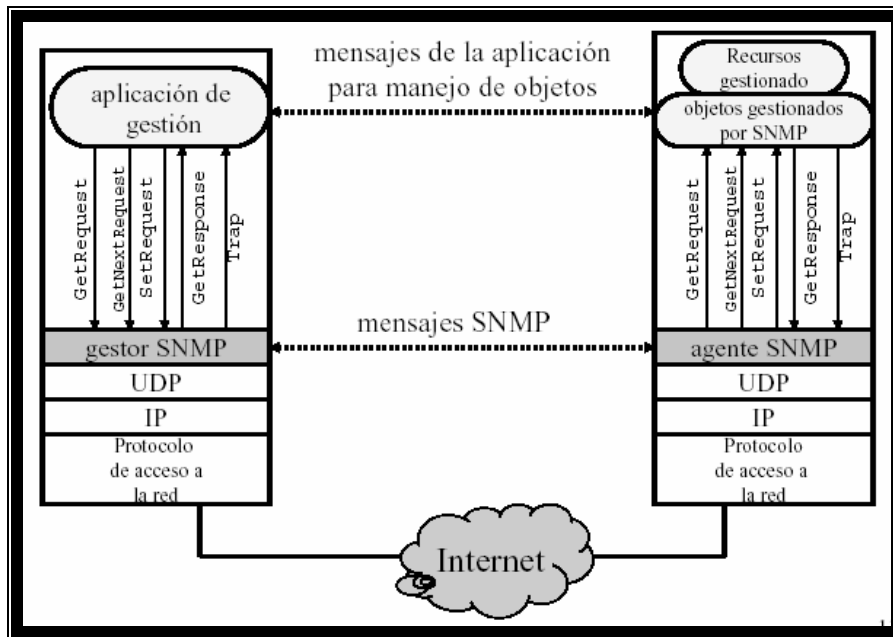 mensajes de la aplicación
para manejo de objetos
aplicación de
gestión
Recursos
gestionado
objetos gestionados
por SNMP
GetRequest
GetNextRequest
SetRequest
GetResponse
Trap
GetRequest
GetNextRequest
SetRequest
GetResponse
Trap
mensajes SNMP
gestor SNMP
UDP
IP
Protocolo
de acceso a
la red
agente SNMP
UDP
IP
Protocolo
de acceso a
la red
Internet